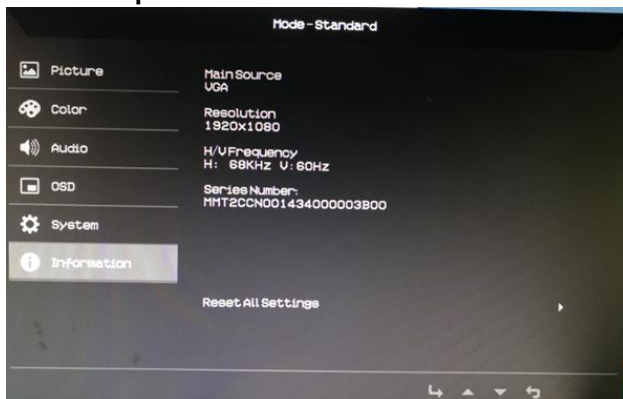 Mode-Standard
Picture
Color
Audio
OSD
System
Information
Main Source
VGA
Resolution
1920x1080
H/V Frequency
H: 68KHz V:60Hz
Series Number:
MMT2CCN001434000003B00
Reset All Settings